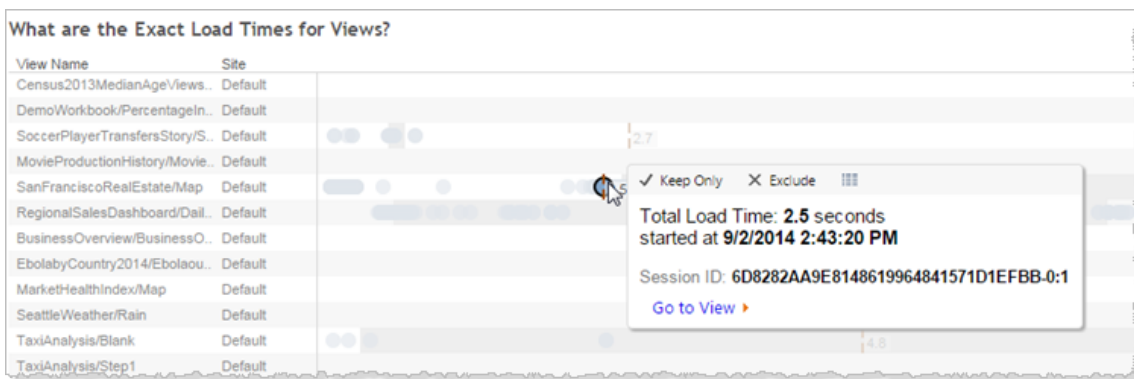 What are the Exact Load Times for Views?
View Name Site
Census2013MedianAgeViews.. Default
DemoWorkbook/PercentageIn.. Default
SoccerPlayerTransfersStory/S.. Default 2.7
MovieProductionHistory/Movie.. Default
SanFranciscoRealEstate/Map Default 5
RegionalSalesDashboard/Dail.. Default
BusinessOverview/BusinessO.. Default
EbolabyCountry2014/Ebolaou.. Default
MarketHealthIndex/Map Default
SeattleWeather/Rain Default
TaxiAnalysis/Blank Default 4.8
TaxiAnalysis/Step1 Default
Keep Only Exclude
Total Load Time: 2.5 seconds
started at 9/2/2014 2:43:20 PM
Session ID: 6D8282AA9E8148619964841571D1EFBB-0:1
Go to View